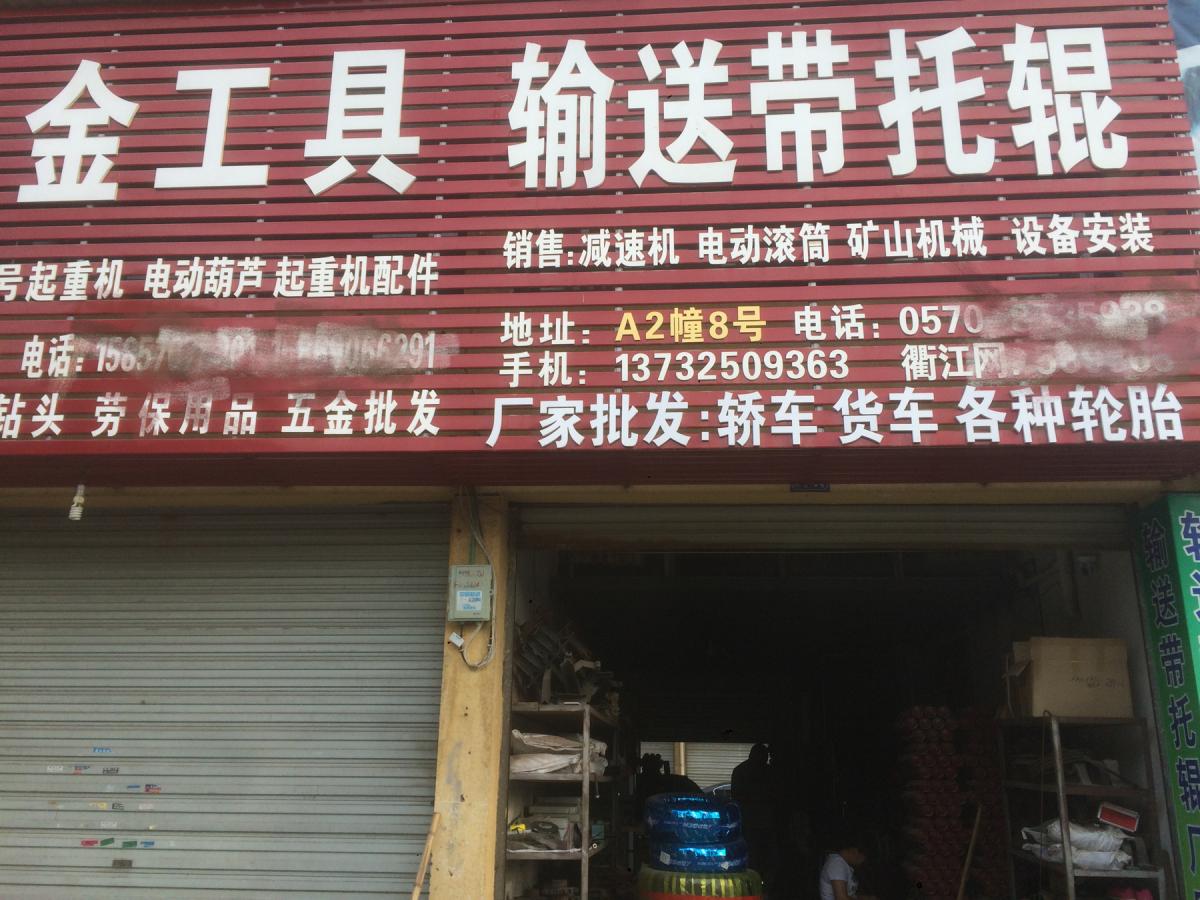 金工具
号起重机 电动葫芦 起重机配件
电话:
钻头 劳保用品 五金批发
输送带托辊
销售:减速机 电动滚筒 矿山机械 设备安装
地址: A2幢8号 电话: 0570
手机: 13732509363 衢江网:
厂家批发:轿车 货车 各种轮胎
输送带托辊厂